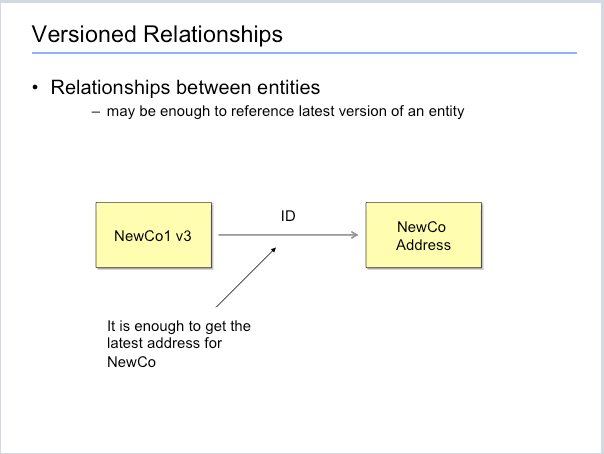 Versioned Relationships
• Relationships between entities
– may be enough to reference latest version of an entity
ID
NewCo1 v3
NewCo
Address
It is enough to get the
latest address for
NewCo